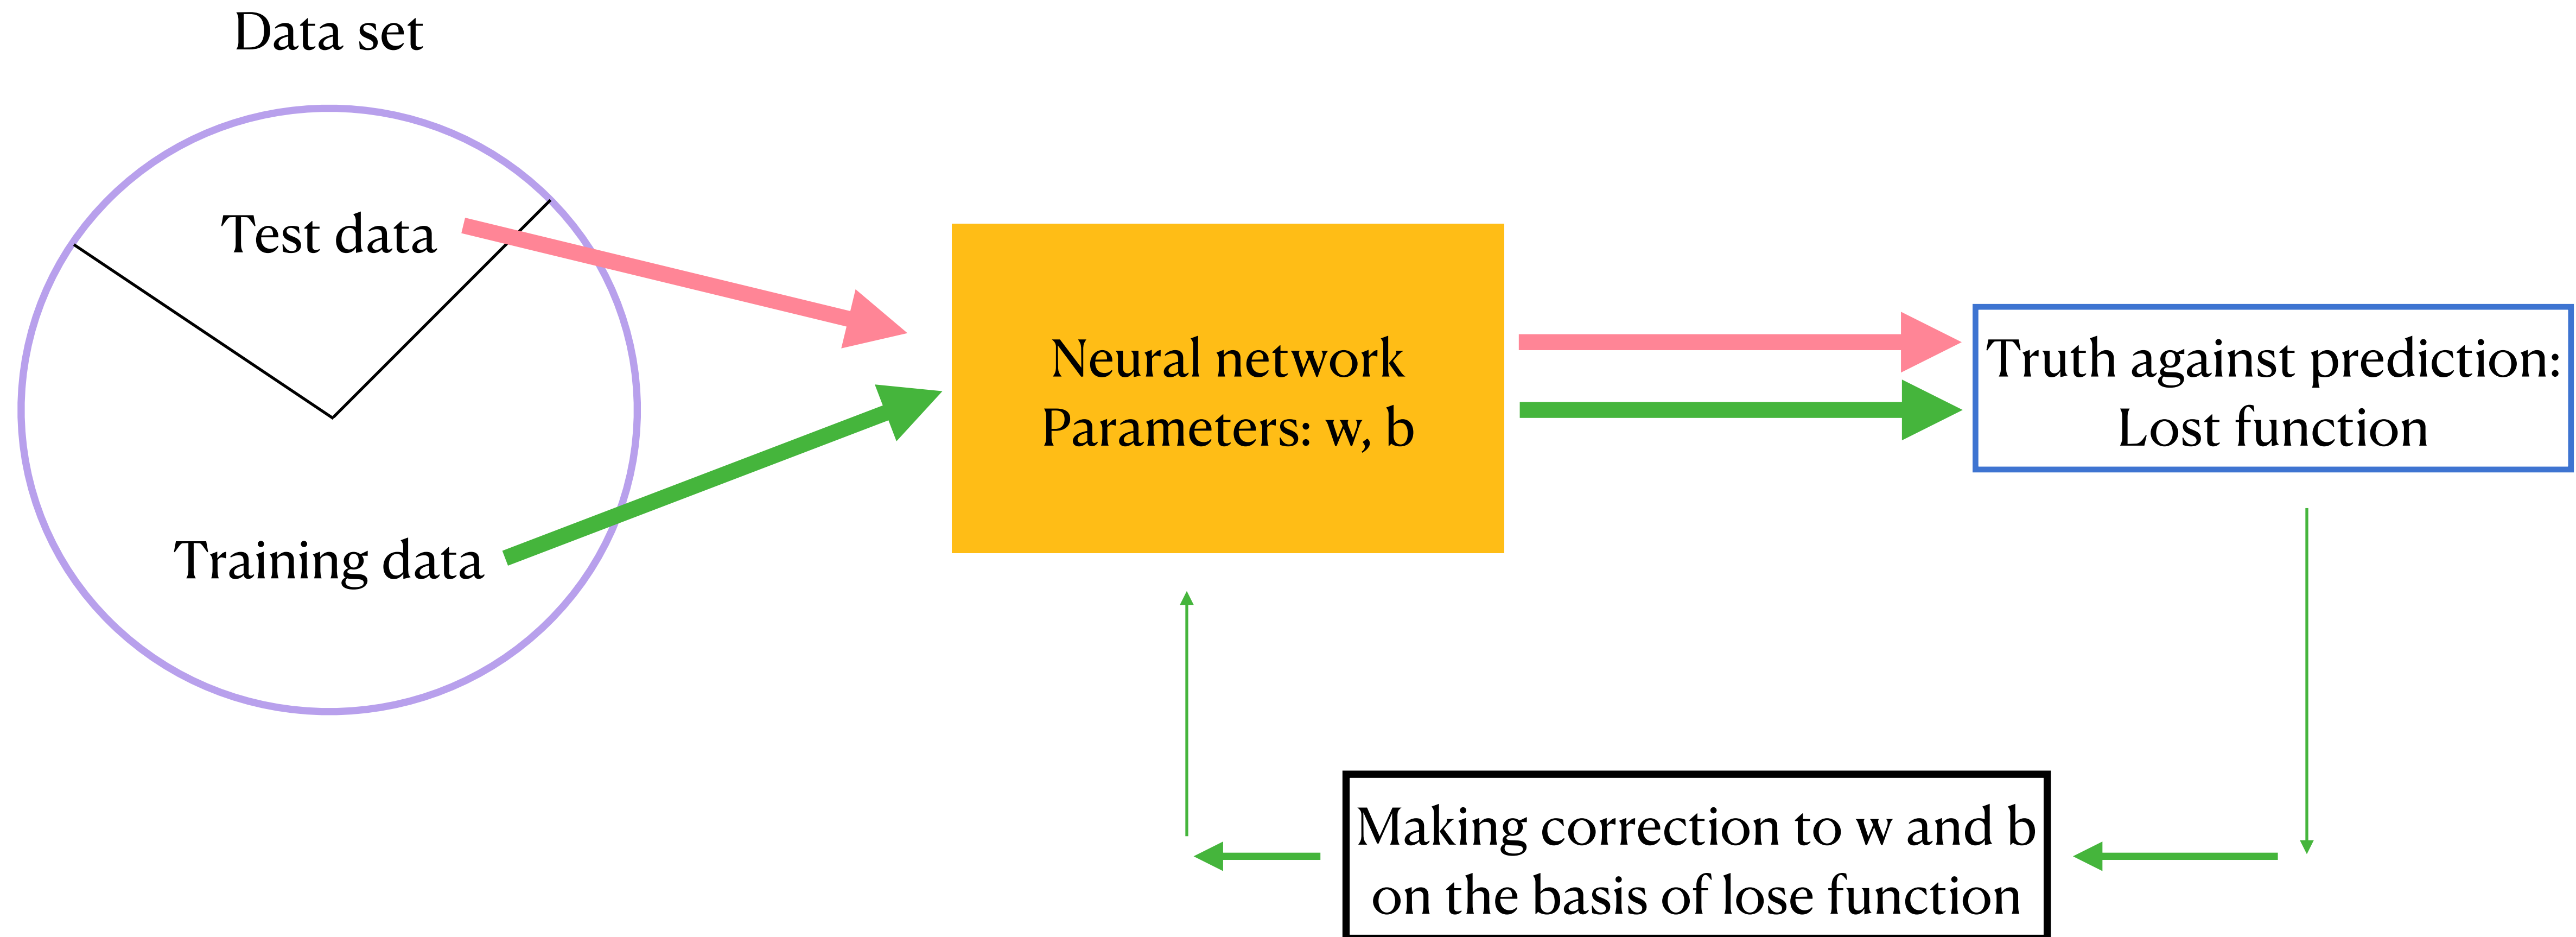 Data set
Test data
Training data
Neural network
Parameters: w, b
Truth against prediction:
Lost function
Making correction to w and b
on the basis of lose function